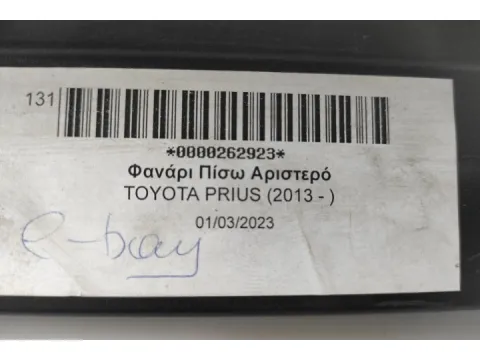 131
*0000262923*
Φανάρι Πίσω Αριστερό
TOYOTA PRIUS (2013 - )
01/03/2023
e-bay